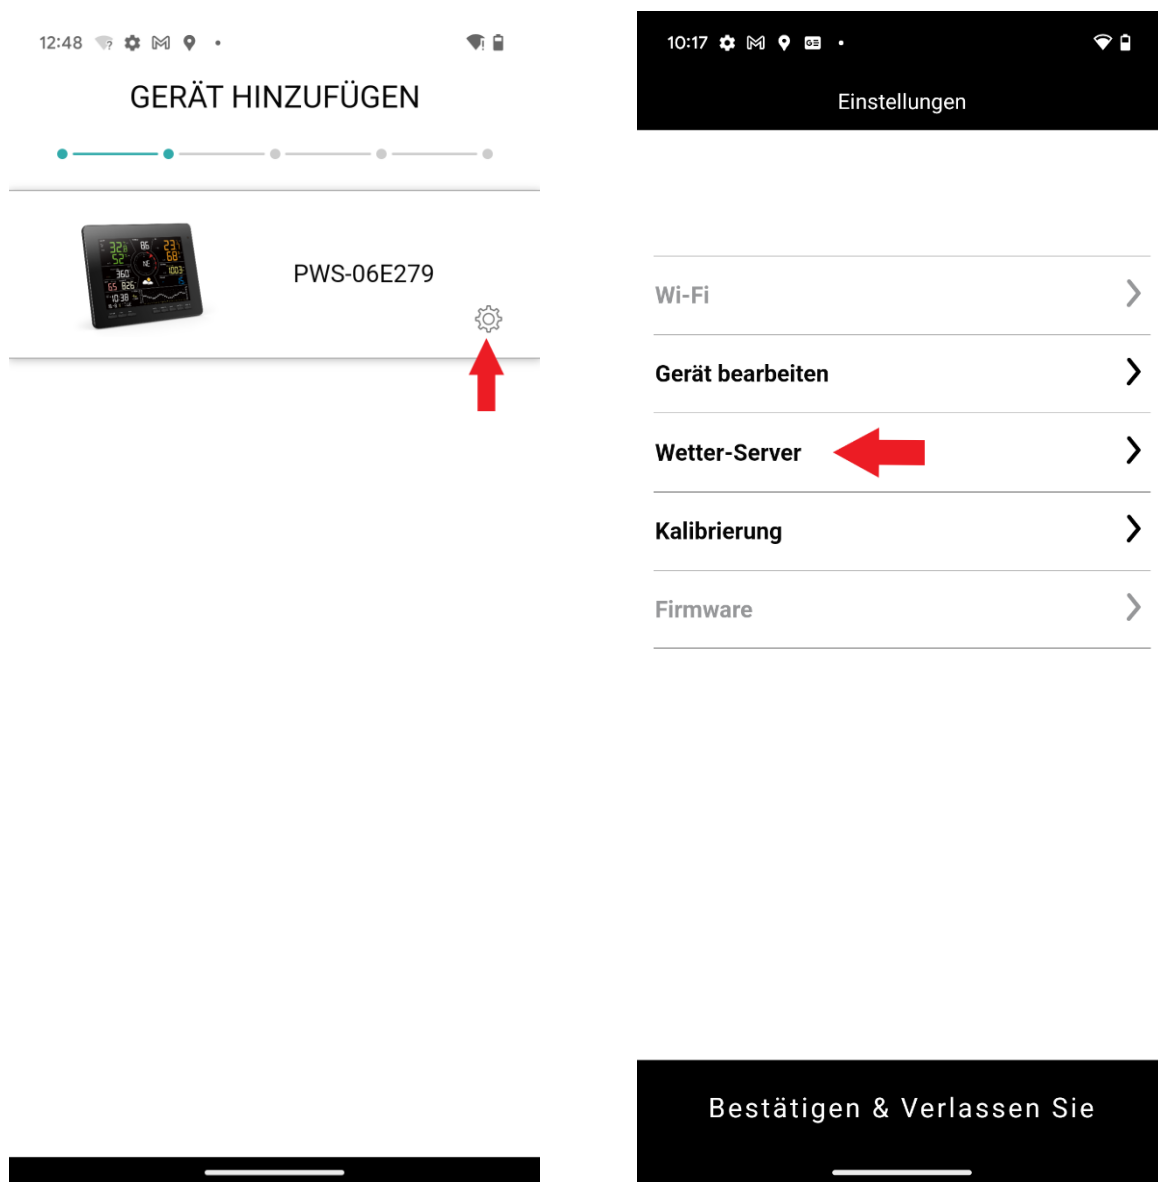 12:48
GERÄT HINZUFÜGEN
PWS-06E279
10:17
Einstellungen
Wi-Fi
Gerät bearbeiten
Wetter-Server
Kalibrierung
Firmware
Bestätigen & Verlassen Sie